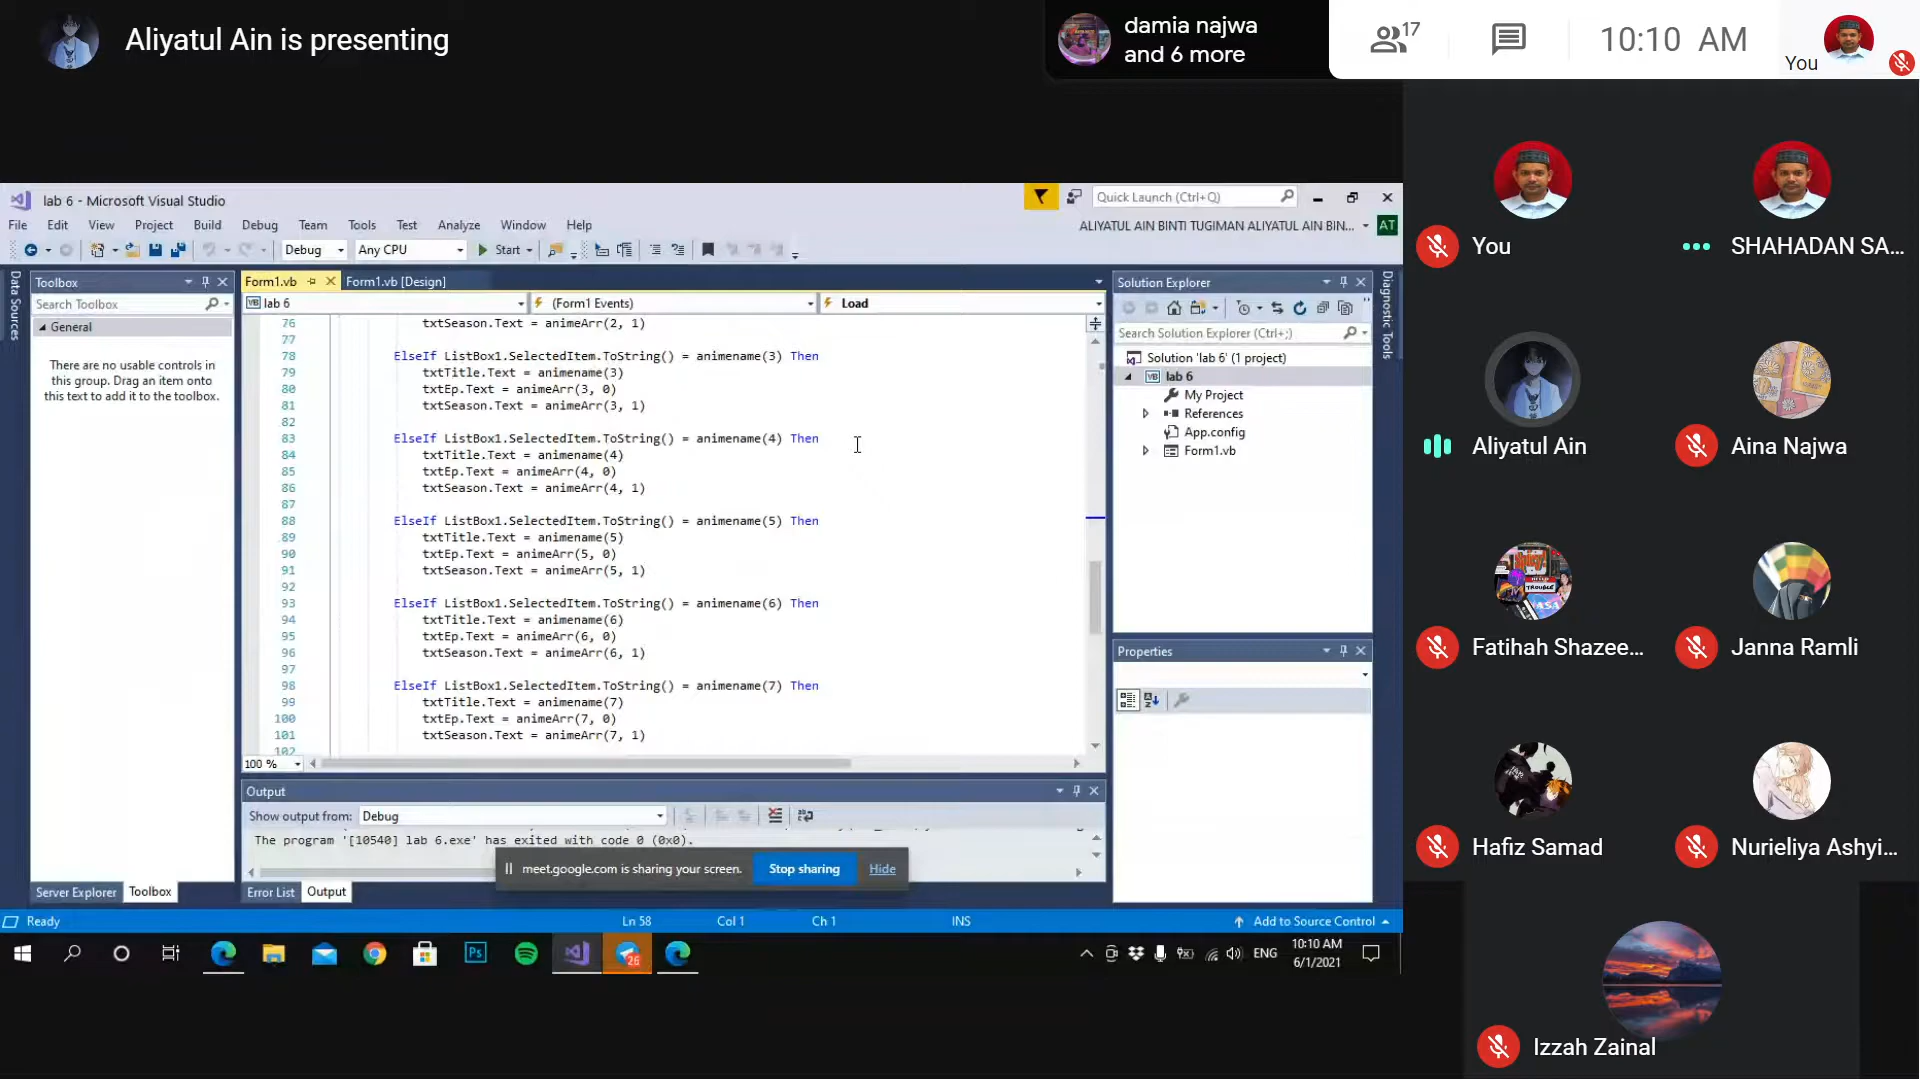 Aliyatul Ain is presenting
damia najwa
and 6 more
17
10:10 AM
You
lab 6 - Microsoft Visual Studio
Quick Launch (Ctrl+Q)
File Edit View Project Build Debug Team Tools Test Analyze Window Help
ALIYATUL AIN BINTI TUGIMAN ALIYATUL AIN BIN...
AT
Debug Any CPU Start
Data Sources
Toolbox
Search Toolbox
General
There are no usable controls in
this group. Drag an item onto
this text to add it to the toolbox.
Server Explorer Toolbox
Form1.vb Form1.vb [Design]
VB lab 6 (Form1 Events) Load
76 txtSeason.Text = animeArr(2, 1)
77
78 ElseIf ListBox1.SelectedItem.ToString() = animename(3) Then
79 txtTitle.Text = animename(3)
80 txtEp.Text = animeArr(3, 0)
81 txtSeason.Text = animeArr(3, 1)
82
83 ElseIf ListBox1.SelectedItem.ToString() = animename(4) Then
84 txtTitle.Text = animename(4)
85 txtEp.Text = animeArr(4, 0)
86 txtSeason.Text = animeArr(4, 1)
87
88 ElseIf ListBox1.SelectedItem.ToString() = animename(5) Then
89 txtTitle.Text = animename(5)
90 txtEp.Text = animeArr(5, 0)
91 txtSeason.Text = animeArr(5, 1)
92
93 ElseIf ListBox1.SelectedItem.ToString() = animename(6) Then
94 txtTitle.Text = animename(6)
95 txtEp.Text = animeArr(6, 0)
96 txtSeason.Text = animeArr(6, 1)
97
98 ElseIf ListBox1.SelectedItem.ToString() = animename(7) Then
99 txtTitle.Text = animename(7)
100 txtEp.Text = animeArr(7, 0)
101 txtSeason.Text = animeArr(7, 1)
102
100 %
Output
Show output from: Debug
The program '[10540] lab 6.exe' has exited with code 0 (0x0).
meet.google.com is sharing your screen. Stop sharing Hide
Error List Output
Solution Explorer
Search Solution Explorer (Ctrl+;)
Solution 'lab 6' (1 project)
VB lab 6
My Project
References
App.config
Form1.vb
Diagnostic Tools
Properties
Ready Ln 58 Col 1 Ch 1 INS Add to Source Control
Ps
26
ENG
10:10 AM
6/1/2021
You
SHAHADAN SA...
Aliyatul Ain
Aina Najwa
TROUBLE
Fatihah Shazee...
Janna Ramli
Hafiz Samad
Nurieliya Ashyi...
Izzah Zainal